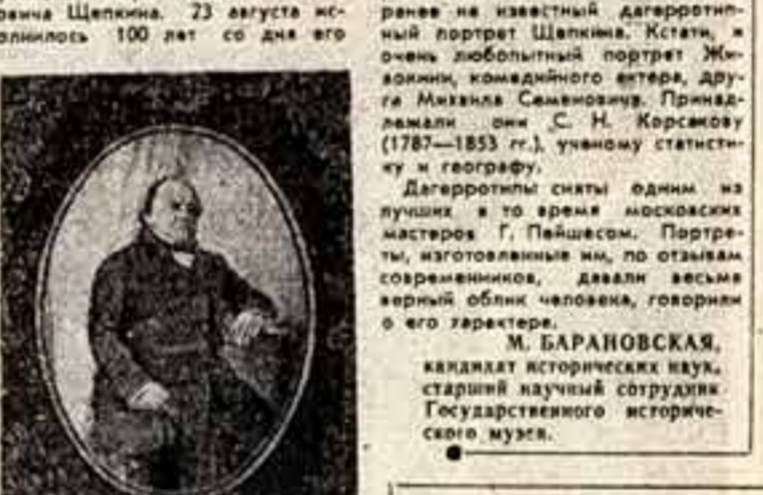 овича Щепкина. 23 августа ис-
олнилось 100 лет со дня его
ранее не известный дагерротип-
ный портрет Щепкина. Кстати, и
очень любопытный портрет Жи-
вокини, комедийного актера, дру-
га Михаила Семеновича. Принад-
лежали они С. Н. Корсакову
(1787—1853 гг.), ученому статисти-
ку и географу.
Дагерротипы сняты одним из
лучших в то время московских
мастеров Г. Пейшесом. Портре-
ты, изготовленные им, по отзывам
современников, давали весьма
верный облик человека, говорили
о его характере.
М. БАРАНОВСКАЯ,
кандидат исторических наук,
старший научный сотрудник
Государственного историче-
ского музея.